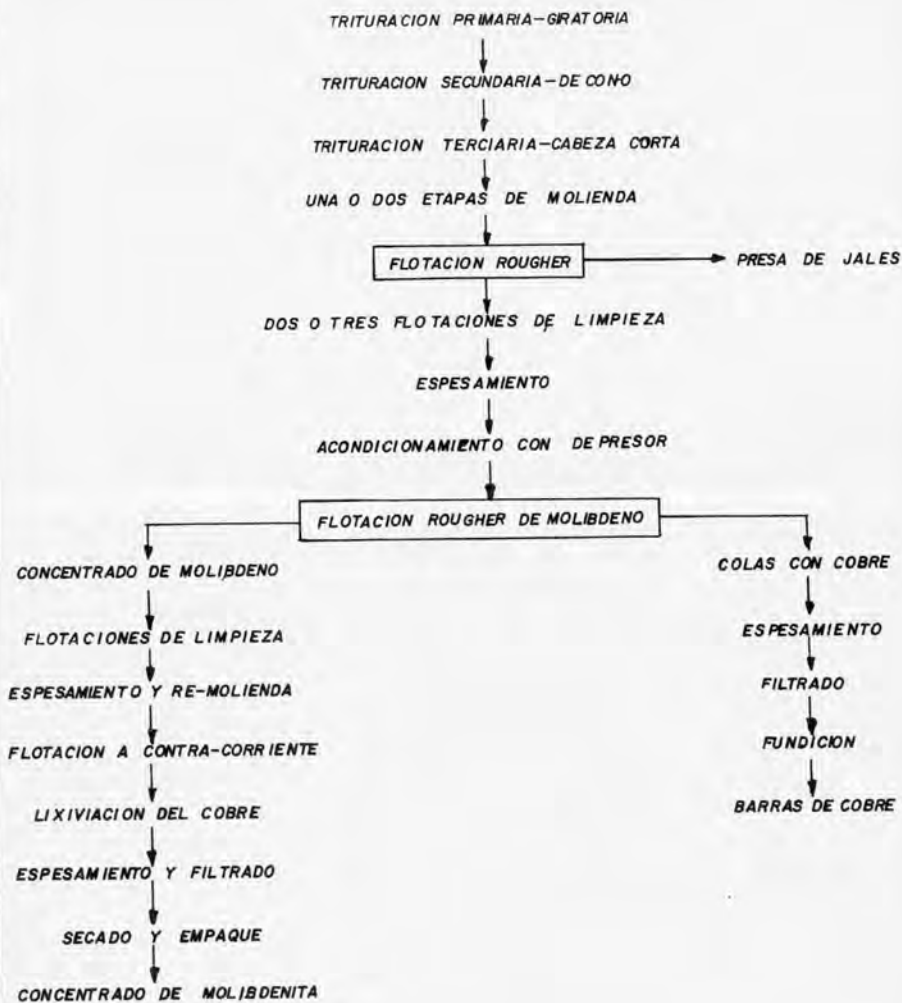 TRITURACION PRIMARIA-GIRATORIA
TRITURACION SECUNDARIA-DE CONO
TRITURACION TERCIARIA-CABEZA CORTA
UNA O DOS ETAPAS DE MOLIENDA
FLOTACION ROUGHER
PRESA DE JALES
DOS O TRES FLOTACIONES DE LIMPIEZA
ESPESAMIENTO
ACONDICIONAMIENTO CON DEPRESOR
FLOTACION ROUGHER DE MOLIBDENO
CONCENTRADO DE MOLIBDENO
FLOTACIONES DE LIMPIEZA
ESPESAMIENTO Y RE-MOLIENDA
FLOTACION A CONTRA-CORRIENTE
LIXIVIACION DEL COBRE
ESPESAMIENTO Y FILTRADO
SECADO Y EMPAQUE
CONCENTRADO DE MOLIBDENITA
COLAS CON COBRE
ESPESAMIENTO
FILTRADO
FUNDICION
BARRAS DE COBRE